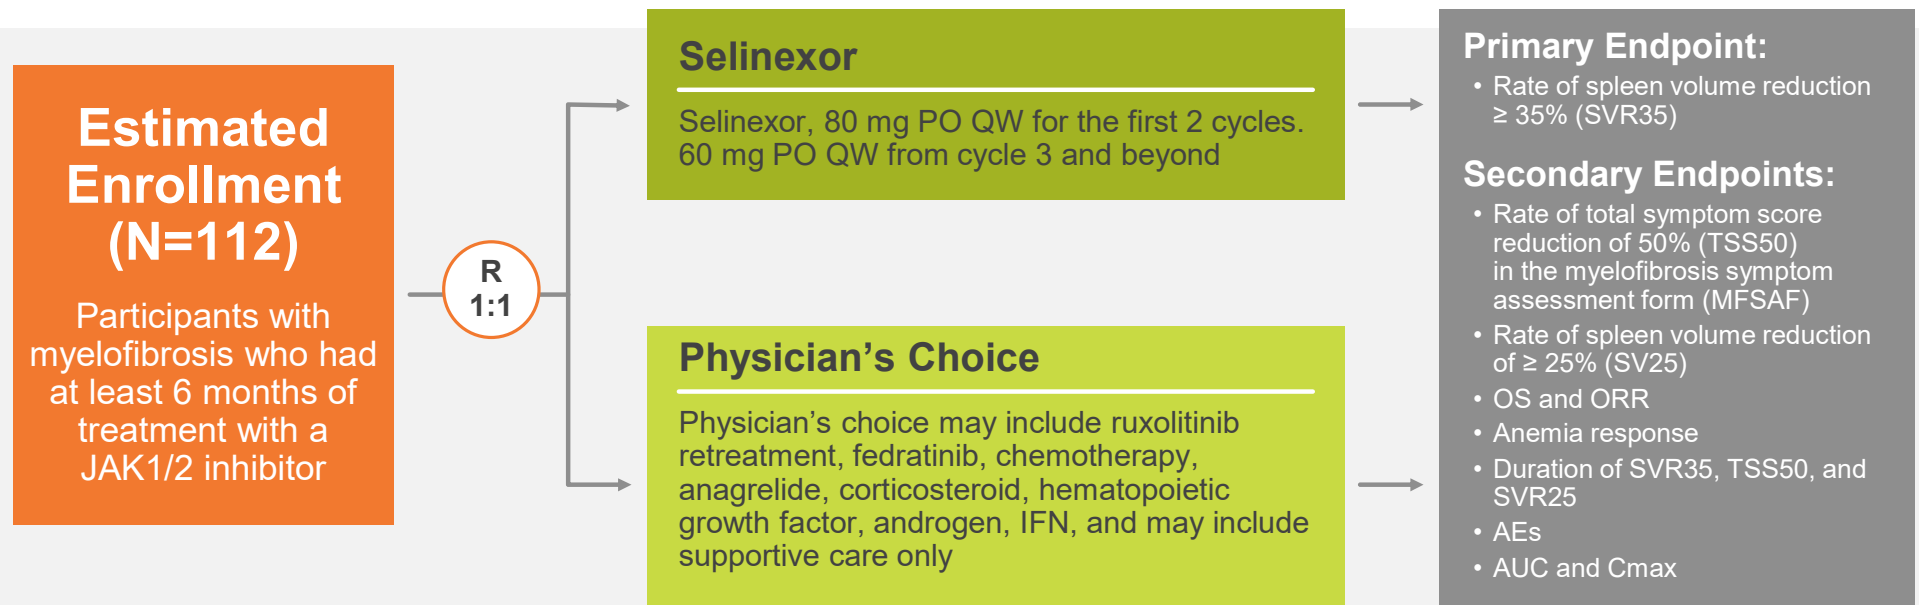 Estimated
Enrollment
(N=112)
Participants with
myelofibrosis who had
at least 6 months of
treatment with a
JAK1/2 inhibitor
R
1:1
Selinexor
Selinexor, 80 mg PO QW for the first 2 cycles.
60 mg PO QW from cycle 3 and beyond
Physician’s Choice
Physician’s choice may include ruxolitinib
retreatment, fedratinib, chemotherapy,
anagrelide, corticosteroid, hematopoietic
growth factor, androgen, IFN, and may include
supportive care only
Primary Endpoint:
• Rate of spleen volume reduction
≥ 35% (SVR35)
Secondary Endpoints:
• Rate of total symptom score
reduction of 50% (TSS50)
in the myelofibrosis symptom
assessment form (MFSAF)
• Rate of spleen volume reduction
of ≥ 25% (SV25)
• OS and ORR
• Anemia response
• Duration of SVR35, TSS50, and
SVR25
• AEs
• AUC and Cmax